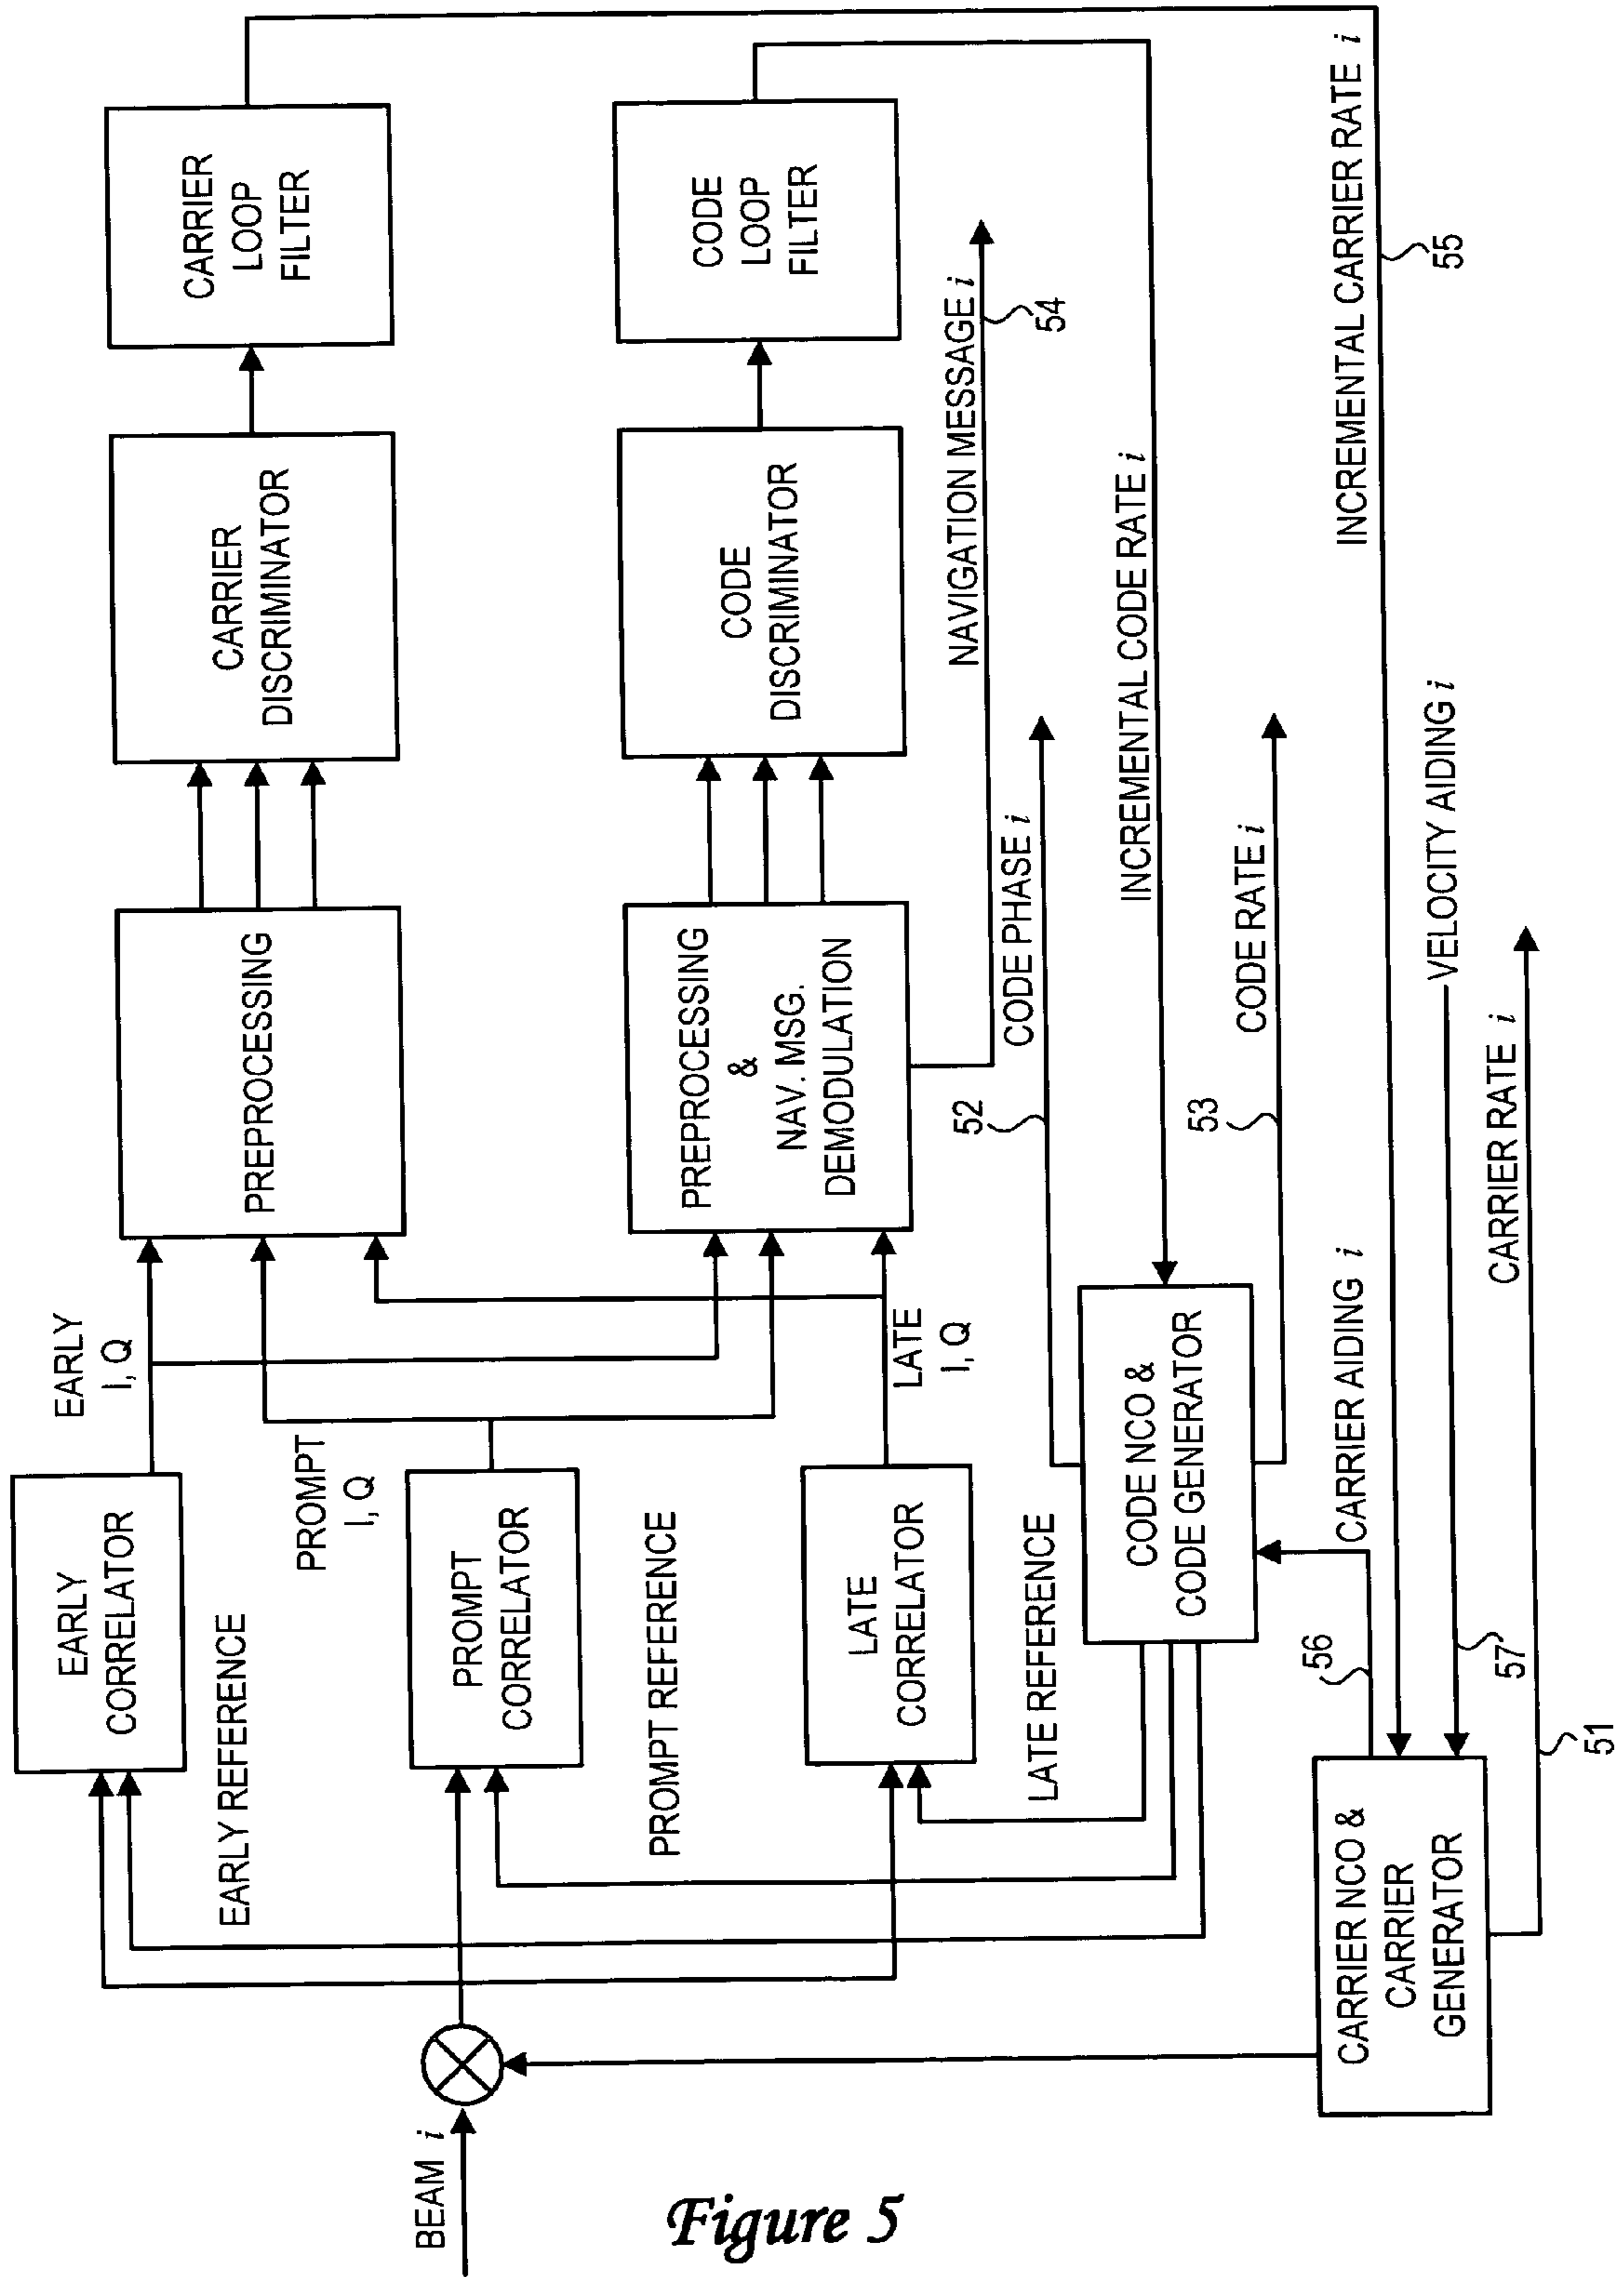 BEAM i
EARLY
CORRELATOR
EARLY REFERENCE
EARLY
I, Q
PROMPT
I, Q
PROMPT
CORRELATOR
PROMPT REFERENCE
LATE
CORRELATOR
LATE REFERENCE
LATE
I, Q
PREPROCESSING
PREPROCESSING
&
NAV. MSG.
DEMODULATION
CARRIER
DISCRIMINATOR
CODE
DISCRIMINATOR
CARRIER
LOOP
FILTER
CODE
LOOP
FILTER
NAVIGATION MESSAGE i
54
CODE PHASE i
52
INCREMENTAL CODE RATE i
CODE NCO &
CODE GENERATOR
CODE RATE i
53
INCREMENTAL CARRIER RATE i
55
CARRIER AIDING i
56
VELOCITY AIDING i
57
CARRIER NCO &
CARRIER
GENERATOR
CARRIER RATE i
51
Figure 5